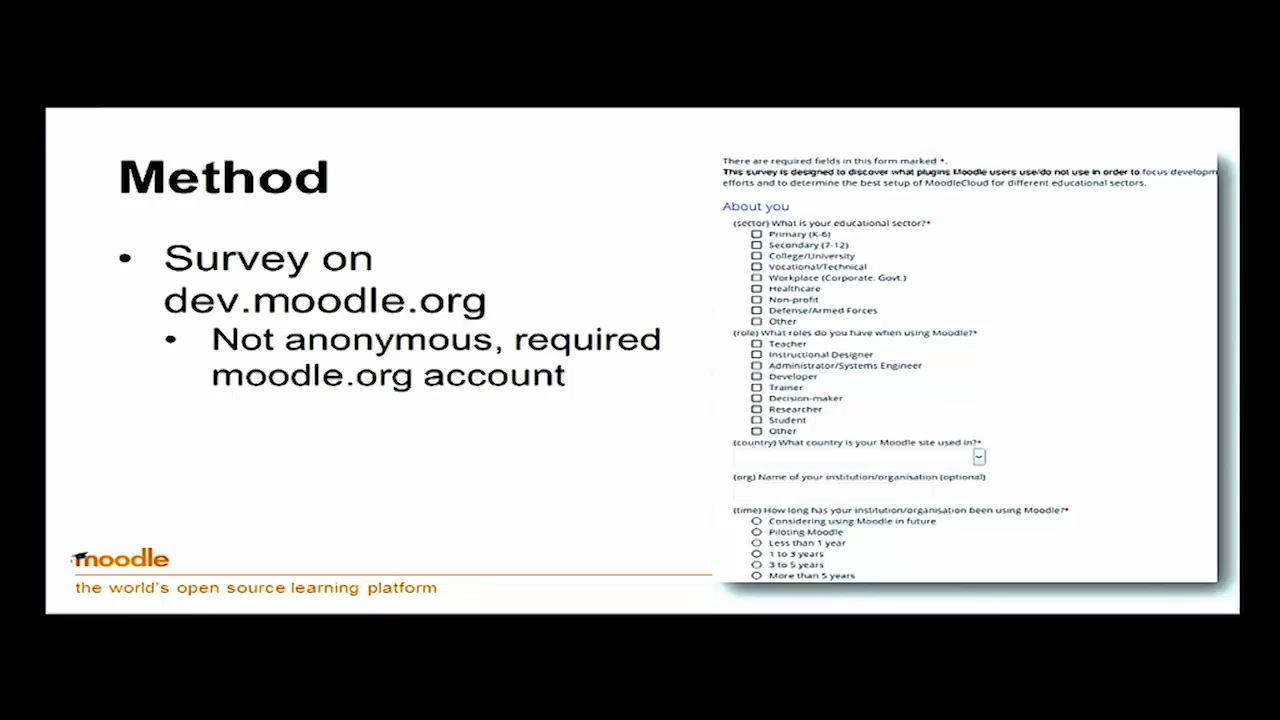 Method
• Survey on
dev.moodle.org
• Not anonymous, required
moodle.org account
moodle
the world's open source learning platform
There are required fields in this form marked *.
This survey is designed to discover what plugins Moodle users use/do not use in order to focus developm
efforts and to determine the best setup of MoodleCloud for different educational sectors.
About you
(sector) What is your educational sector?*
Primary (K-6)
Secondary (7-12)
College/University
Vocational/Technical
Workplace (Corporate, Govt.)
Healthcare
Non-profit
Defense/Armed Forces
Other
(role) What roles do you have when using Moodle?*
Teacher
Instructional Designer
Administrator/Systems Engineer
Developer
Trainer
Decision-maker
Researcher
Student
Other
(country) What country is your Moodle site used in?*
(org) Name of your institution/organisation (optional)
(time) How long has your institution/organisation been using Moodle?*
Considering using Moodle in future
Piloting Moodle
Less than 1 year
1 to 3 years
3 to 5 years
More than 5 years